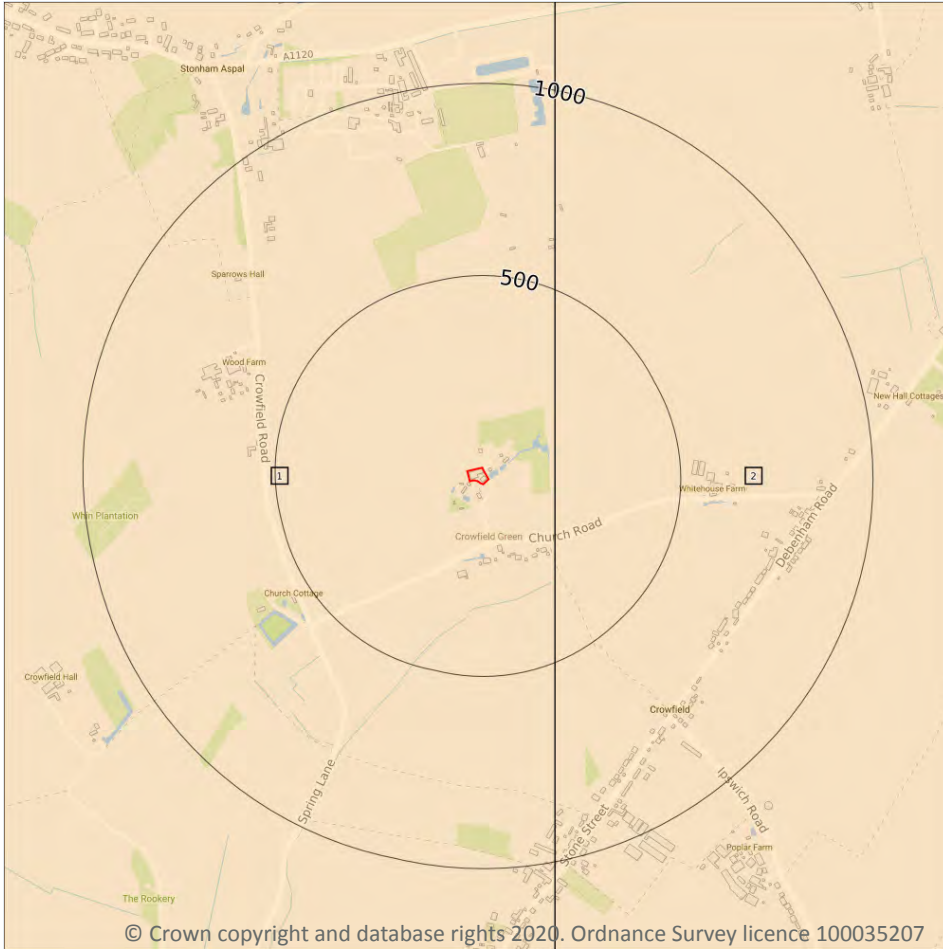 A1120
Stonham Aspal
1000
Sparrows Hall
500
Wood Farm
Crowfield Road
New Hall Cottages
1
2
Whitehouse Farm
Whin Plantation
Debenham Road
Church Road
Crowfield Green
Church Cottage
Crowfield Hall
Crowfield
Ipswich Road
Spring Lane
Stone Street
Poplar Farm
The Rookery
© Crown copyright and database rights 2020. Ordnance Survey licence 100035207